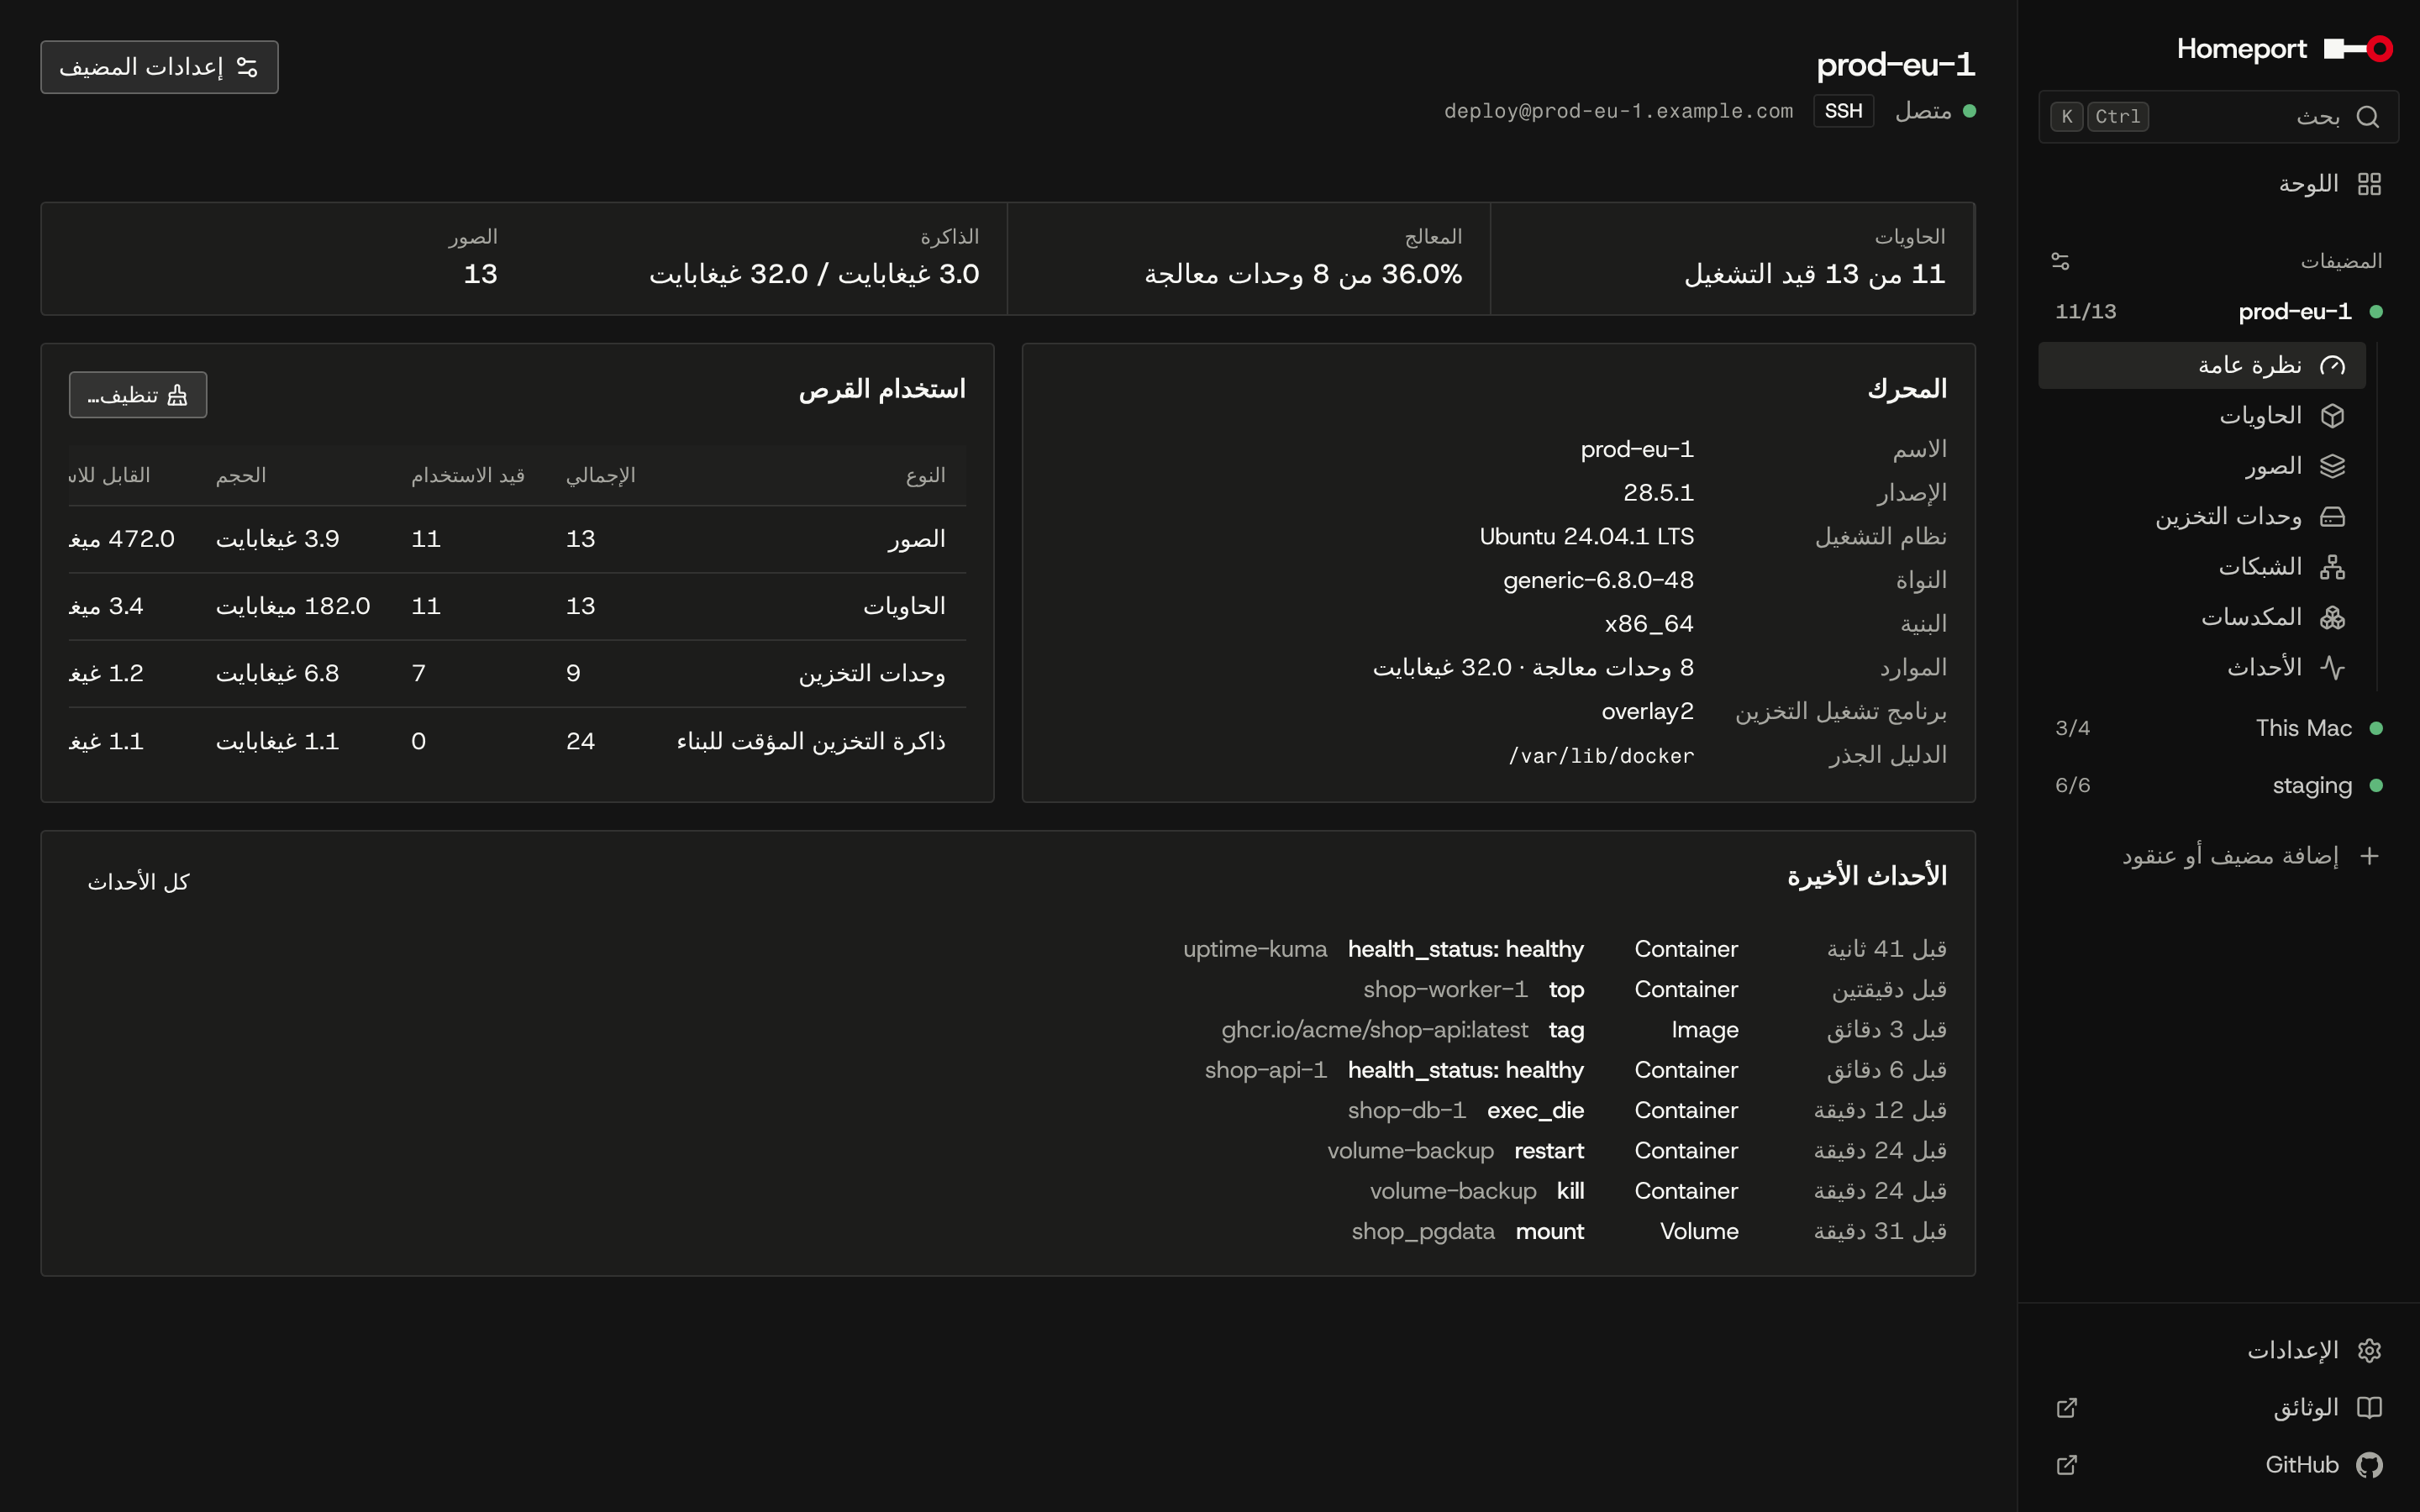 Homeport
بحث
Ctrl K
اللوحة
المضيفات
prod-eu-1 11/13
نظرة عامة
الحاويات
الصور
وحدات التخزين
الشبكات
المكدسات
الأحداث
This Mac 3/4
staging 6/6
إضافة مضيف أو عنقود
الإعدادات
الوثائق
GitHub
prod-eu-1
متصل SSH deploy@prod-eu-1.example.com
إعدادات المضيف
الحاويات
11 من 13 قيد التشغيل
المعالج
36.0% من 8 وحدات معالجة
الذاكرة
3.0 غيغابايت / 32.0 غيغابايت
الصور
13
المحرك
الاسم prod-eu-1
الإصدار 28.5.1
نظام التشغيل Ubuntu 24.04.1 LTS
النواة generic-6.8.0-48
البنية x86_64
الموارد 8 وحدات معالجة · 32.0 غيغابايت
برنامج تشغيل التخزين overlay2
الدليل الجذر /var/lib/docker
استخدام القرص
تنظيف...
النوع الإجمالي قيد الاستخدام الحجم القابل
الصور 13 11 3.9 غيغابايت 472.0
الحاويات 13 11 182.0 ميغابايت 3.4
وحدات التخزين 9 7 6.8 غيغابايت 1.2
ذاكرة التخزين المؤقت للبناء 24 0 1.1 غيغابايت 1.1
الأحداث الأخيرة
كل الأحداث
قبل 41 ثانية Container health_status: healthy uptime-kuma
قبل دقيقتين Container top shop-worker-1
قبل 3 دقائق Image tag ghcr.io/acme/shop-api:latest
قبل 6 دقائق Container health_status: healthy shop-api-1
قبل 12 دقيقة Container exec_die shop-db-1
قبل 24 دقيقة Container restart volume-backup
قبل 24 دقيقة Container kill volume-backup
قبل 31 دقيقة Volume mount shop_pgdata